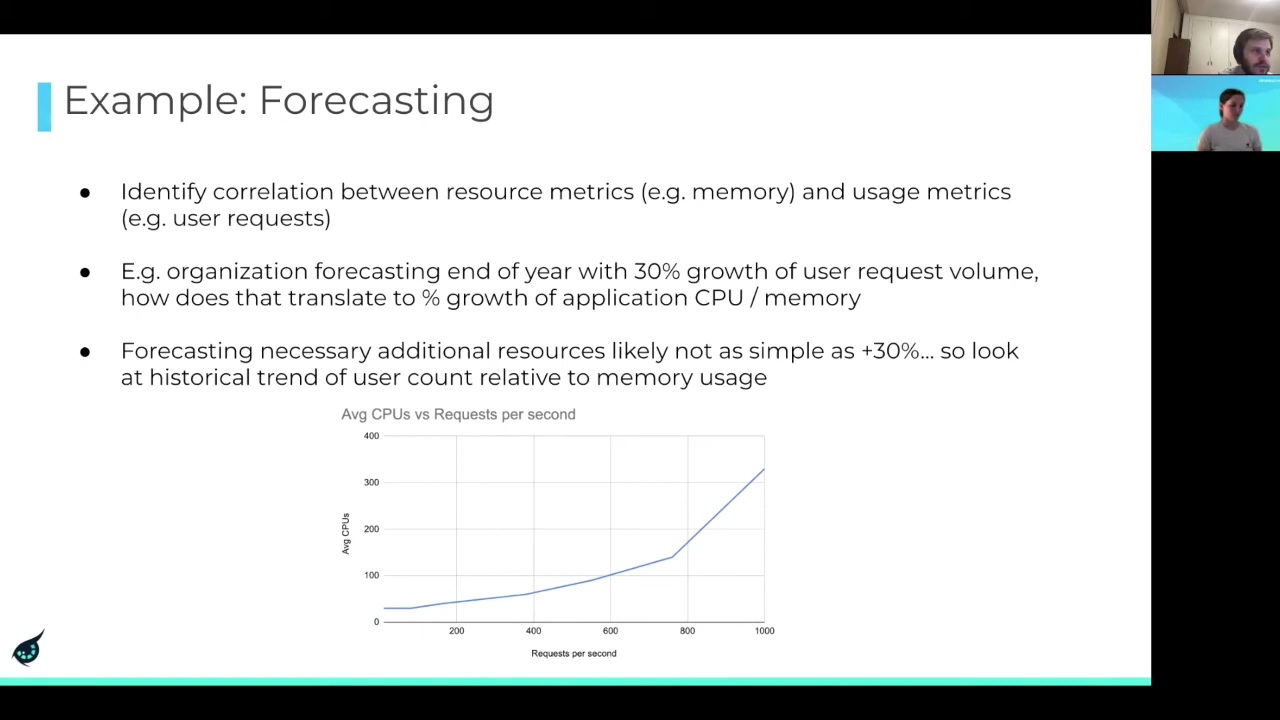 Example: Forecasting
● Identify correlation between resource metrics (e.g. memory) and usage metrics
(e.g. user requests)
● E.g. organization forecasting end of year with 30% growth of user request volume,
how does that translate to % growth of application CPU / memory
● Forecasting necessary additional resources likely not as simple as +30%... so look
at historical trend of user count relative to memory usage
Avg CPUs vs Requests per second
400
300
200
100
0
Avg CPUs
200 400 600 800 1000
Requests per second